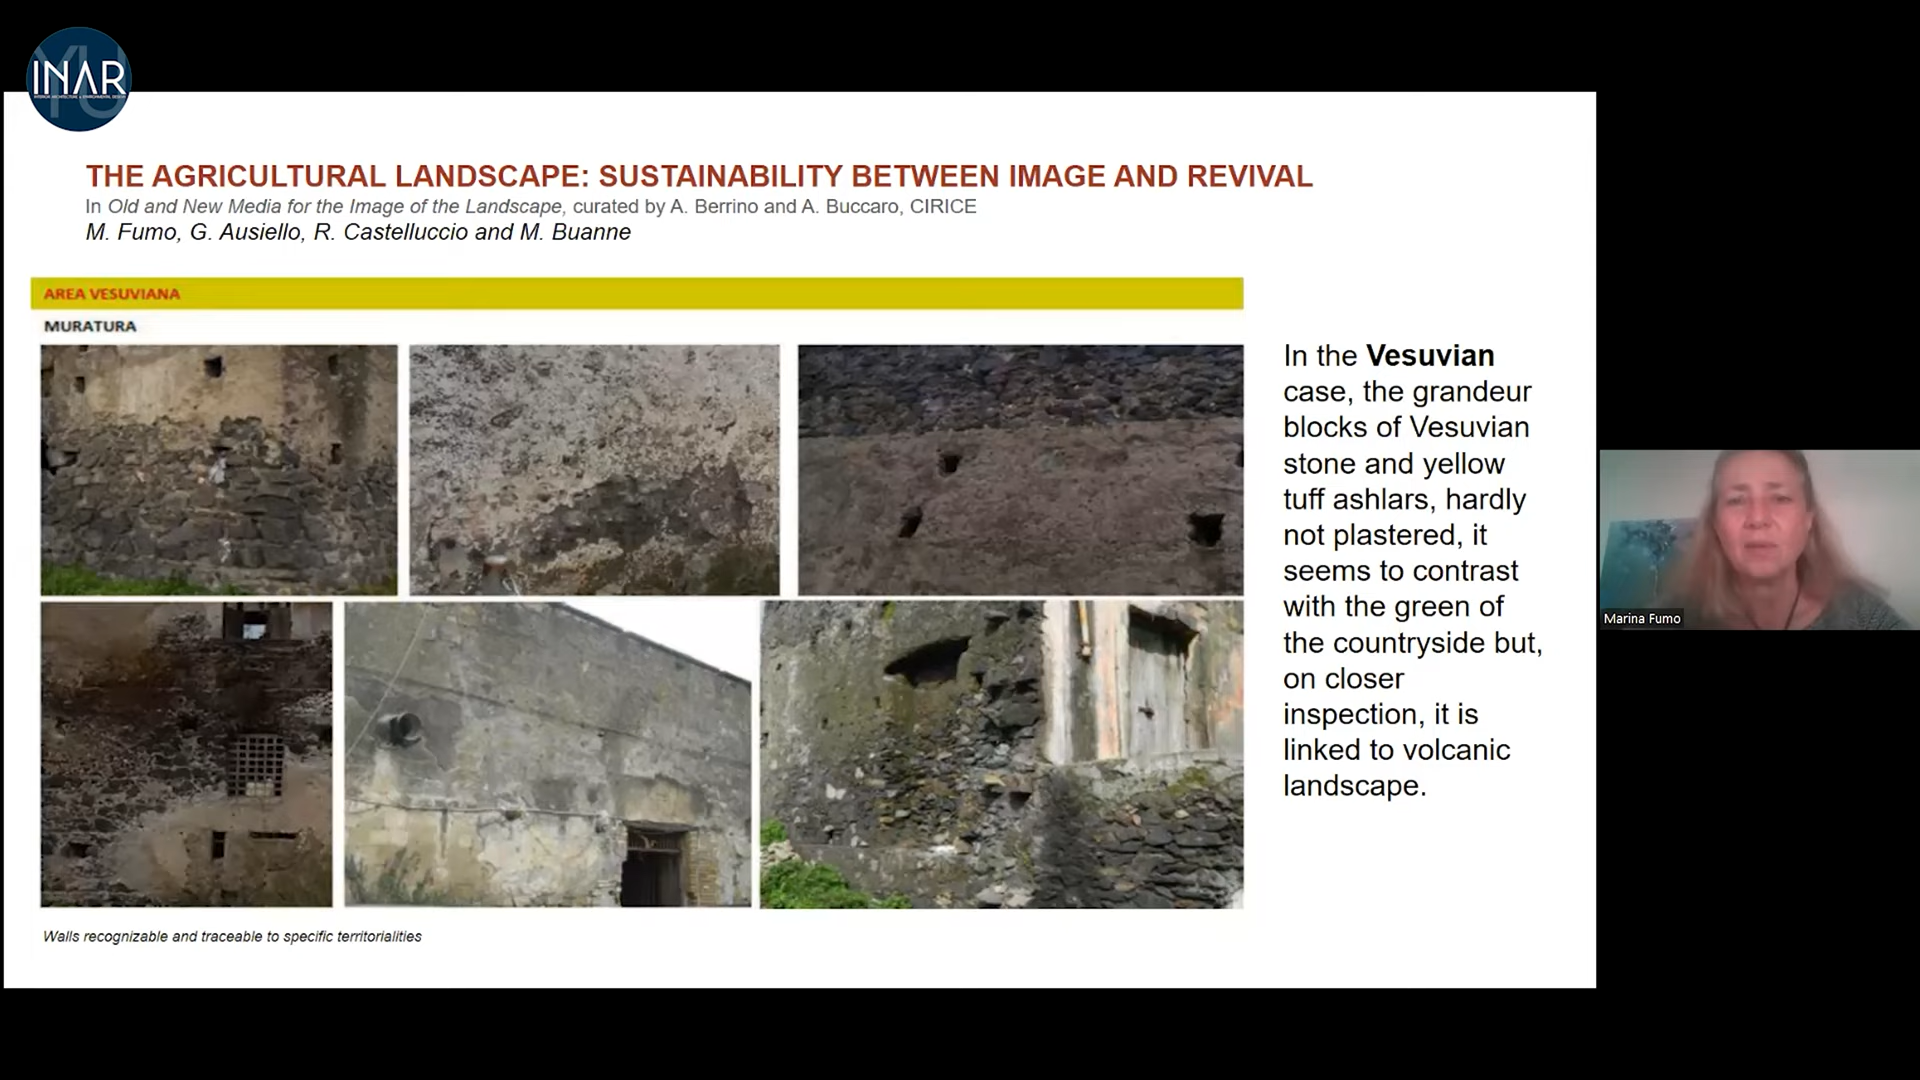 INAR
THE AGRICULTURAL LANDSCAPE: SUSTAINABILITY BETWEEN IMAGE AND REVIVAL
In Old and New Media for the Image of the Landscape, curated by A. Berrino and A. Buccaro, CIRICE
M. Fumo, G. Ausiello, R. Castelluccio and M. Buanne
AREA VESUVIANA
MURATURA
In the Vesuvian
case, the grandeur
blocks of Vesuvian
stone and yellow
tuff ashlars, hardly
not plastered, it
seems to contrast
with the green of
the countryside but,
on closer
inspection, it is
linked to volcanic
landscape.
Marina Fumo
Walls recognizable and traceable to specific territorialities